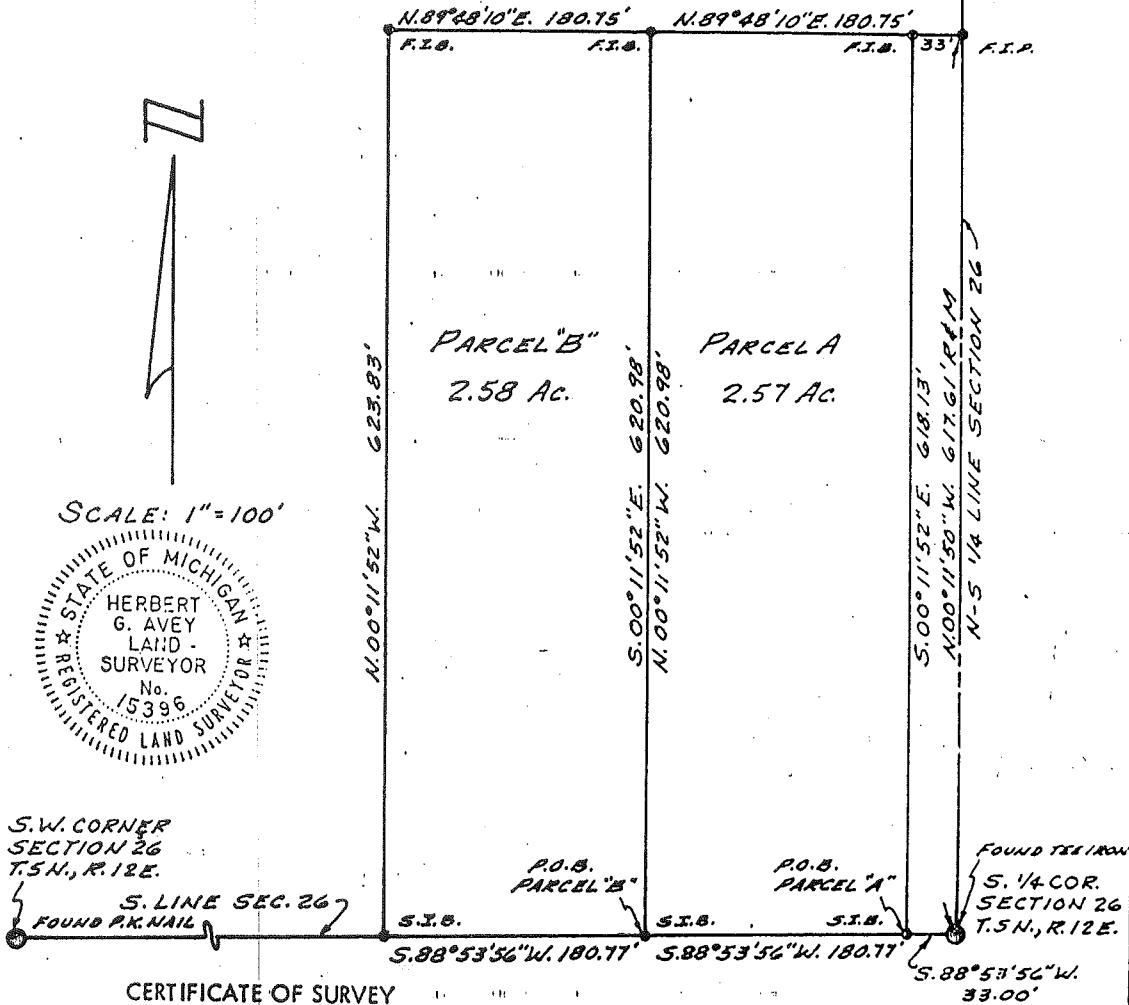 N.89°48'10"E. 180.75' N.89°48'10"E. 180.75'
F.I.B. F.I.B. F.I.B. 33' F.I.P.
N
PARCEL "B"
2.58 Ac.
PARCEL A
2.57 Ac.
N.00°11'52"W. 623.83'
S.00°11'52"E. 620.98'
N.00°11'52"W. 620.98'
S.00°11'52"E. 618.13'
N.00°11'50"W. 617.61' R & M
N-S 1/4 LINE SECTION 26
SCALE: 1"=100'
STATE OF MICHIGAN
HERBERT
G. AVEY
LAND -
SURVEYOR
No.
15396
REGISTERED LAND SURVEYOR
S.W. CORNER
SECTION 26
T.5N., R.12E.
FOUND P.K. NAIL
S. LINE SEC. 26
P.O.B.
PARCEL "B"
P.O.B.
PARCEL "A"
FOUND TEE IRON
S. 1/4 COR.
SECTION 26
T.5N., R.12E.
S.I.B. S.I.B. S.I.B.
S.88°53'56"W. 180.77' S.88°53'56"W. 180.77'
S.88°53'56"W.
33.00'
CERTIFICATE OF SURVEY